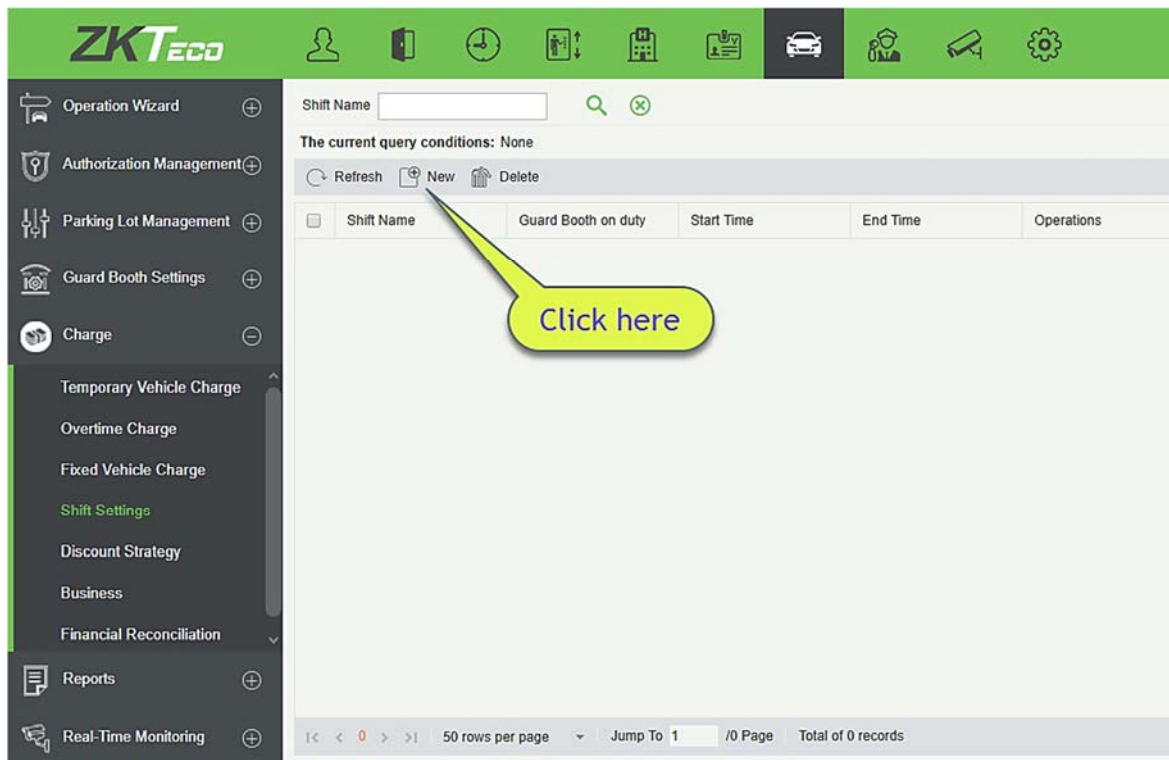 ZKTeco
Operation Wizard
Authorization Management
Parking Lot Management
Guard Booth Settings
Charge
Temporary Vehicle Charge
Overtime Charge
Fixed Vehicle Charge
Shift Settings
Discount Strategy
Business
Financial Reconciliation
Reports
Real-Time Monitoring
Shift Name
The current query conditions: None
Refresh New Delete
Shift Name Guard Booth on duty Start Time End Time Operations
Click here
|< < 0 > >| 50 rows per page Jump To 1 /0 Page Total of 0 records